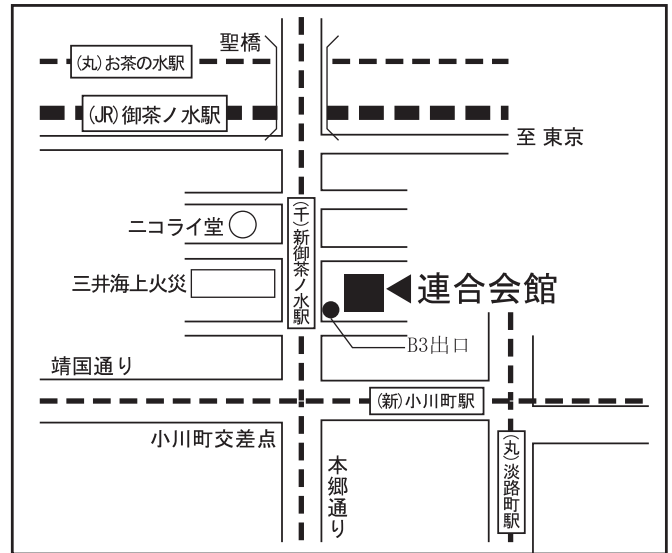 聖橋
(丸)お茶の水駅
(JR)御茶ノ水駅
至 東京
ニコライ堂
(千)新御茶ノ水駅
三井海上火災
連合会館
B3出口
靖国通り
(新)小川町駅
小川町交差点
本郷通り
(丸)淡路町駅